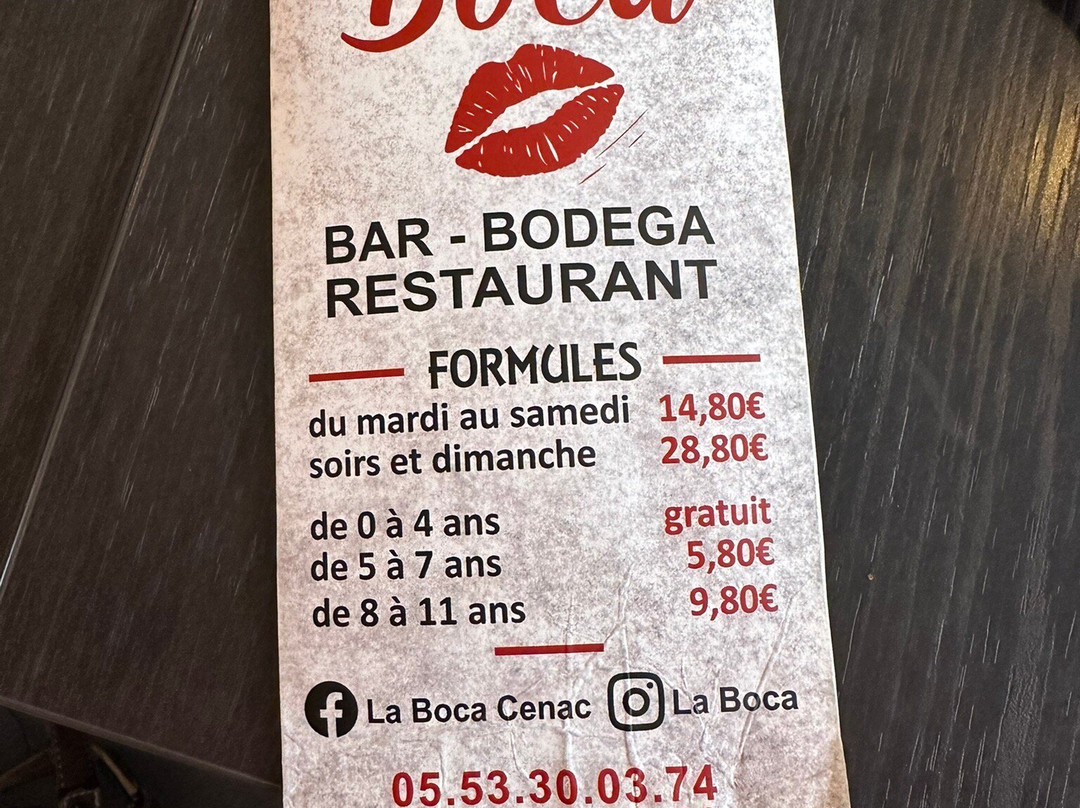 Boca
BAR - BODEGA
RESTAURANT
FORMULES
du mardi au samedi 14,80€
soirs et dimanche 28,80€
de 0 à 4 ans gratuit
de 5 à 7 ans 5,80€
de 8 à 11 ans 9,80€
La Boca Cenac La Boca
05.53.30.03.74